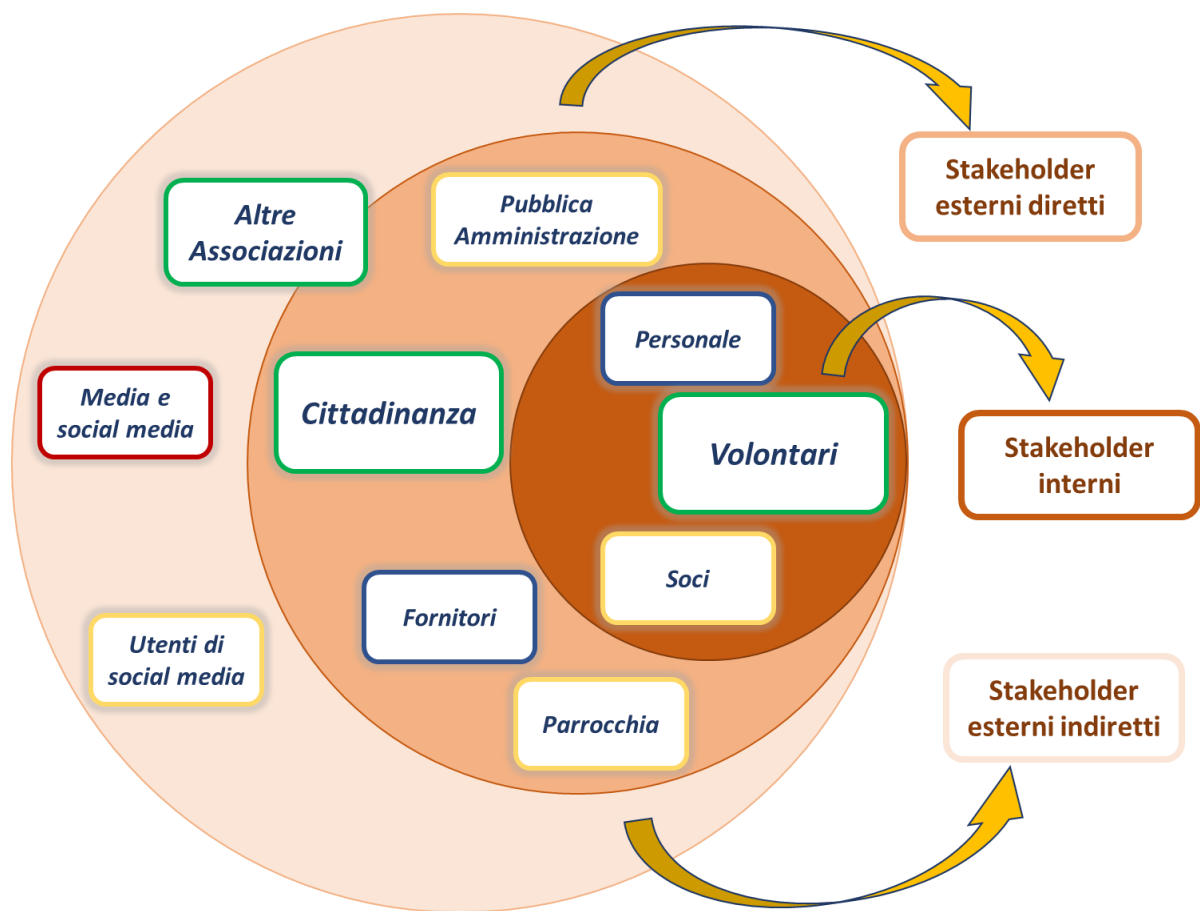 Stakeholder
esterni diretti
Altre
Associazioni
Pubblica
Amministrazione
Personale
Media e
social media
Cittadinanza
Volontari
Stakeholder
interni
Soci
Fornitori
Utenti di
social media
Parrocchia
Stakeholder
esterni indiretti